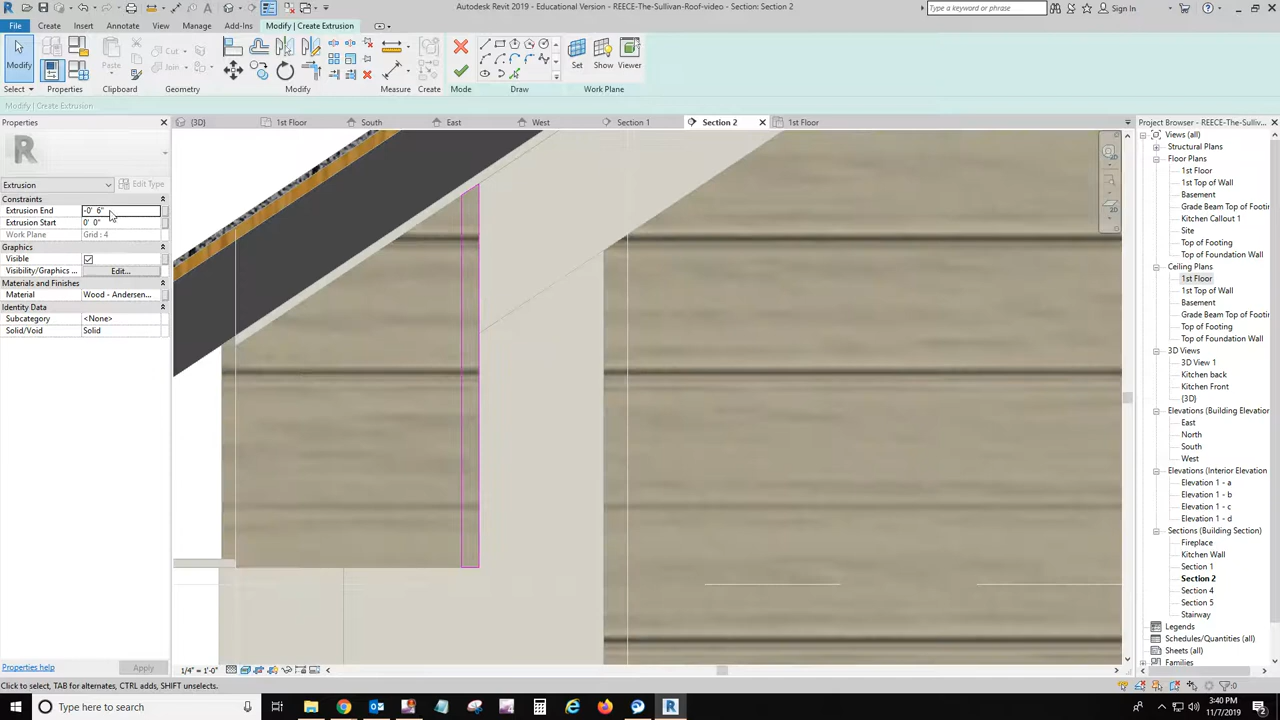 Autodesk Revit 2019 - Educational Version - REECE-The-Sullivan-Roof-video - Section: Section 2
Type a keyword or phrase
Sign In
File Create Insert Annotate View Manage Add-Ins Modify | Create Extrusion
Modify Paste Cut Join Set Show Viewer
Select Properties Clipboard Geometry Modify Measure Create Mode Draw Work Plane
Modify | Create Extrusion
Properties
{3D} 1st Floor South East West Section 1 Section 2 1st Floor
Project Browser - REECE-The-Sulliv...
Extrusion Edit Type
Constraints
Extrusion End -0' 6"
Extrusion Start 0' 0"
Work Plane Grid : 4
Graphics
Visible
Visibility/Graphics ... Edit...
Materials and Finishes
Material Wood - Andersen...
Identity Data
Subcategory <None>
Solid/Void Solid
Views (all)
Structural Plans
Floor Plans
1st Floor
1st Top of Wall
Basement
Grade Beam Top of Footi
Kitchen Callout 1
Site
Top of Footing
Top of Foundation Wall
Ceiling Plans
1st Floor
1st Top of Wall
Basement
Grade Beam Top of Footi
Top of Footing
Top of Foundation Wall
3D Views
3D View 1
Kitchen back
Kitchen Front
{3D}
Elevations (Building Elevation
East
North
South
West
Elevations (Interior Elevation
Elevation 1 - a
Elevation 1 - b
Elevation 1 - c
Elevation 1 - d
Sections (Building Section)
Fireplace
Kitchen Wall
Section 1
Section 2
Section 4
Section 5
Stairway
Legends
Schedules/Quantities (all)
Sheets (all)
Families
Properties help Apply
1/4" = 1'-0"
Click to select, TAB for alternates, CTRL adds, SHIFT unselects.
:0
Type here to search
3:40 PM
11/7/2019